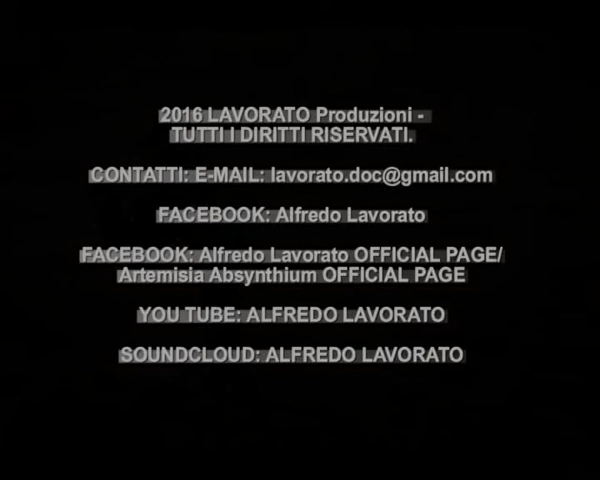 2016 LAVORATO Produzioni -
TUTTI I DIRITTI RISERVATI.
CONTATTI: E-MAIL: lavorato.doc@gmail.com
FACEBOOK: Alfredo Lavorato
FACEBOOK: Alfredo Lavorato OFFICIAL PAGE/
Artemisia Absynthium OFFICIAL PAGE
YOU TUBE: ALFREDO LAVORATO
SOUNDCLOUD: ALFREDO LAVORATO